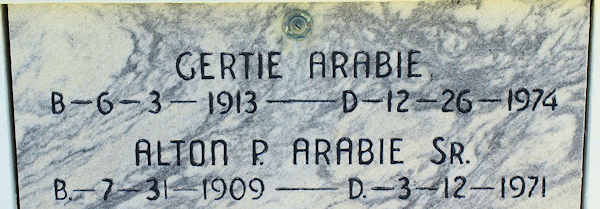 GERTIE ARABIE
B-6-3-1913 — D-12-26-1974
ALTON P. ARABIE SR.
B.-7-31-1909 — D.-3-12-1971